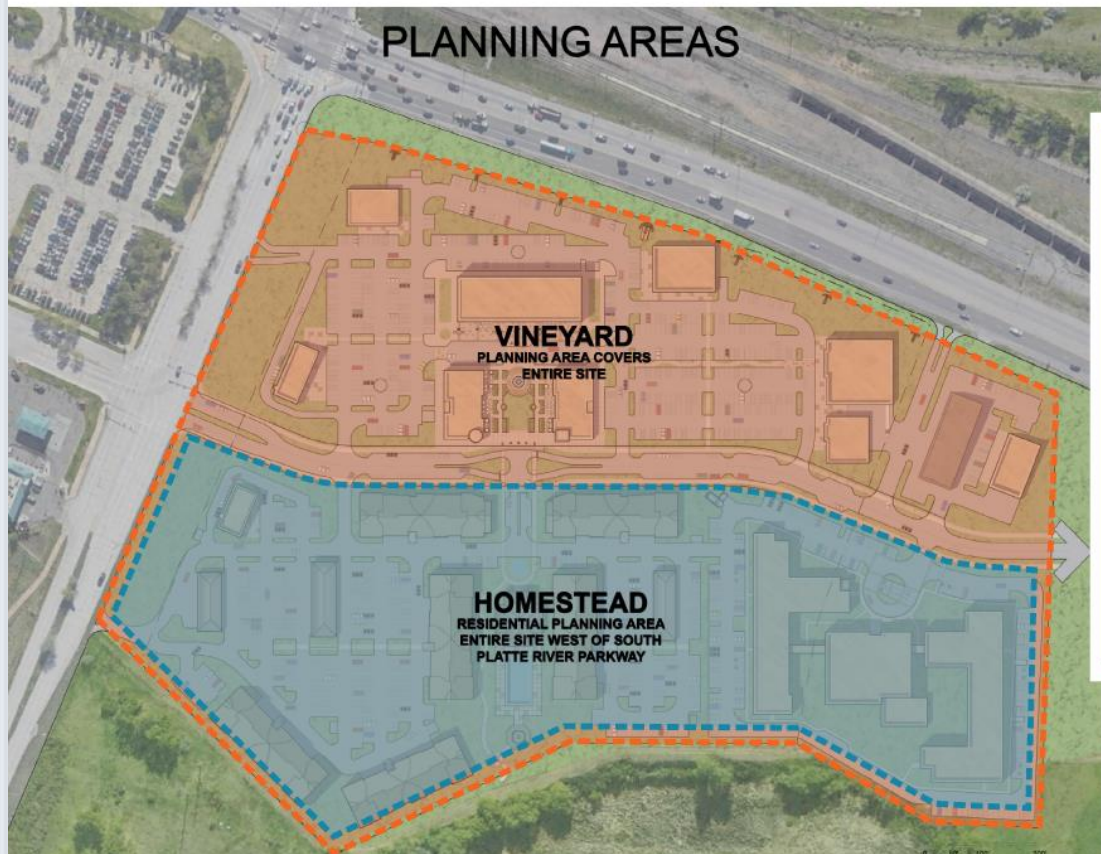 PLANNING AREAS
VINEYARD
PLANNING AREA COVERS
ENTIRE SITE
HOMESTEAD
RESIDENTIAL PLANNING AREA
ENTIRE SITE WEST OF SOUTH
PLATTE RIVER PARKWAY